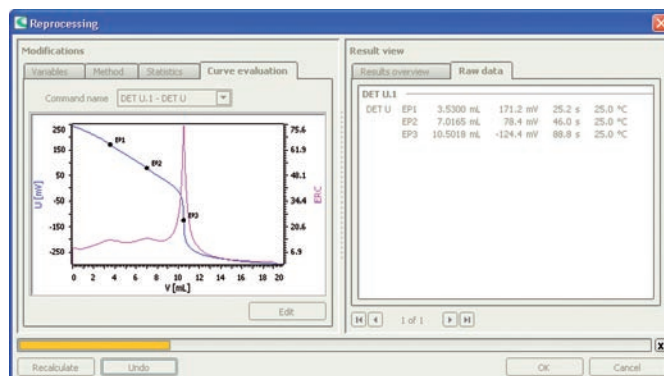 Reprocessing
Modifications
Variables Method Statistics Curve evaluation
Command name DET U.1 - DET U
250 150 50 -50 -150 -250
U [mV]
EP1
EP2
EP3
75.6 61.9 48.1 34.4 20.6 6.9
ERC
0 2 4 6 8 10 12 14 16 18 20
V [mL]
Edit
Result view
Results overview Raw data
DET U.1
DET U EP1 3.5300 mL 171.2 mV 25.2 s 25.0 °C
EP2 7.0165 mL 78.4 mV 46.0 s 25.0 °C
EP3 10.5018 mL -124.4 mV 88.8 s 25.0 °C
1 of 1
X
Recalculate Undo OK Cancel